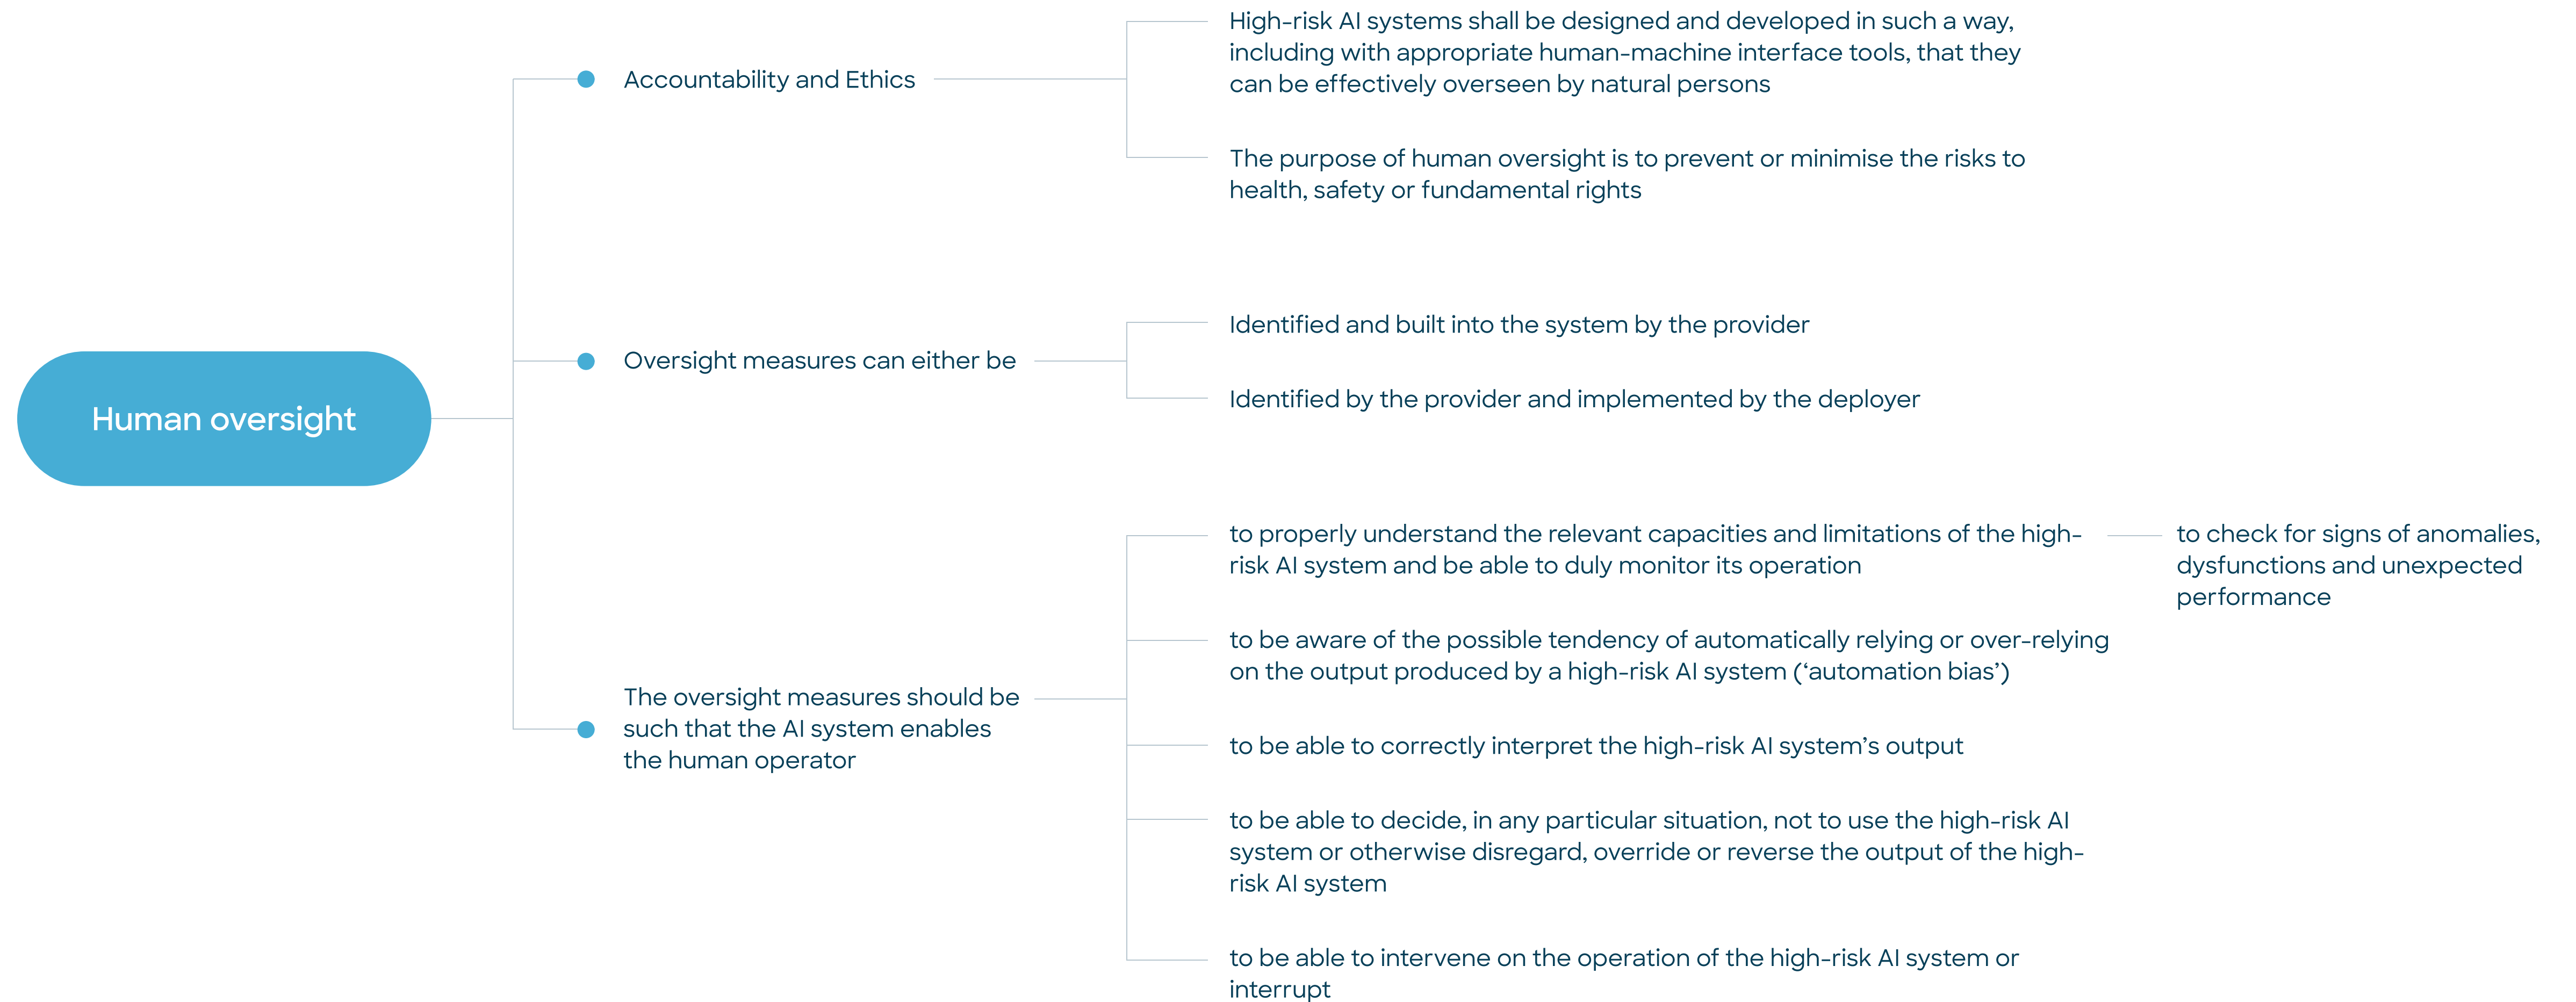 Human oversight
Accountability and Ethics
High-risk AI systems shall be designed and developed in such a way,
including with appropriate human-machine interface tools, that they
can be effectively overseen by natural persons
The purpose of human oversight is to prevent or minimise the risks to
health, safety or fundamental rights
Oversight measures can either be
Identified and built into the system by the provider
Identified by the provider and implemented by the deployer
The oversight measures should be
such that the AI system enables
the human operator
to properly understand the relevant capacities and limitations of the high-
risk AI system and be able to duly monitor its operation
to check for signs of anomalies,
dysfunctions and unexpected
performance
to be aware of the possible tendency of automatically relying or over-relying
on the output produced by a high-risk AI system (‘automation bias’)
to be able to correctly interpret the high-risk AI system’s output
to be able to decide, in any particular situation, not to use the high-risk AI
system or otherwise disregard, override or reverse the output of the high-
risk AI system
to be able to intervene on the operation of the high-risk AI system or
interrupt